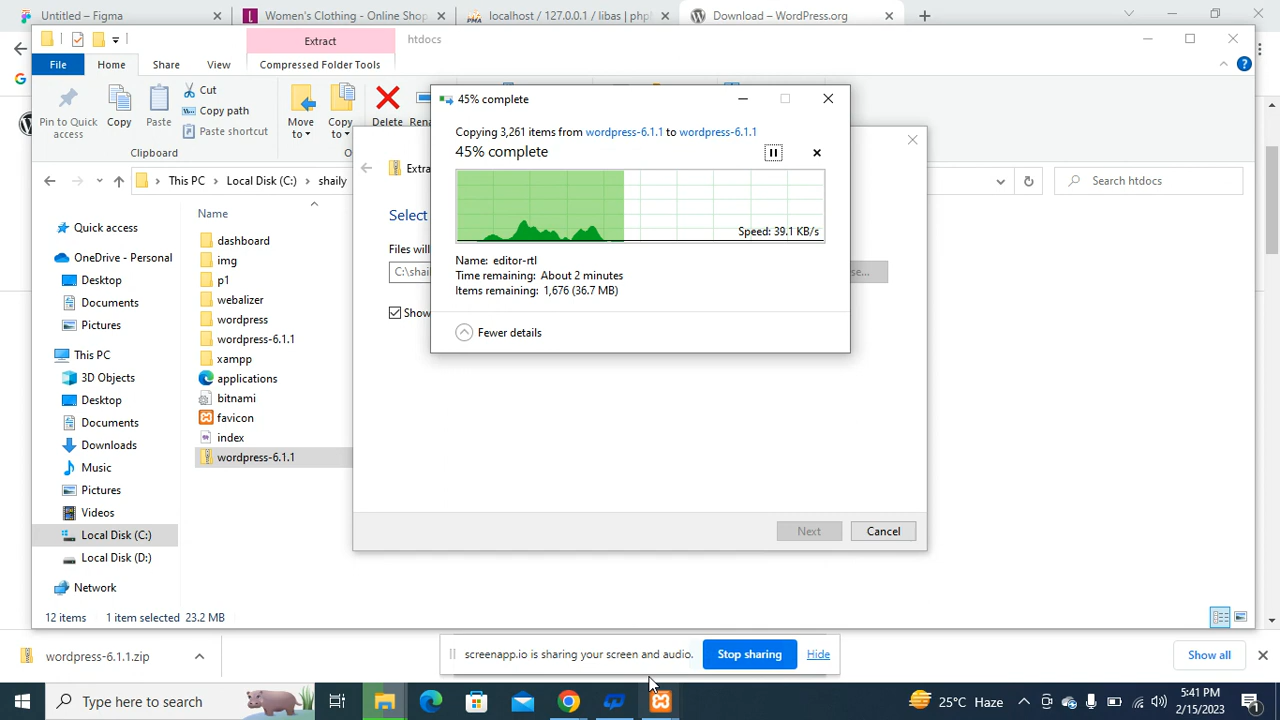 Untitled – Figma
Women's Clothing - Online Shop
localhost / 127.0.0.1 / libas | php
Download – WordPress.org
Extract
htdocs
File
Home
Share
View
Compressed Folder Tools
Pin to Quick access
Copy
Paste
Cut
Copy path
Paste shortcut
Clipboard
Move to
Copy to
Delete
This PC
Local Disk (C:)
shaily
Search htdocs
Name
Quick access
OneDrive - Personal
Desktop
Documents
Pictures
This PC
3D Objects
Desktop
Documents
Downloads
Music
Pictures
Videos
Local Disk (C:)
Local Disk (D:)
Network
dashboard
img
p1
webalizer
wordpress
wordpress-6.1.1
xampp
applications
bitnami
favicon
index
wordpress-6.1.1
Extra
Select
Files will
C:\shai
Show
Next
Cancel
45% complete
Copying 3,261 items from wordpress-6.1.1 to wordpress-6.1.1
45% complete
Speed: 39.1 KB/s
Name: editor-rtl
Time remaining: About 2 minutes
Items remaining: 1,676 (36.7 MB)
Fewer details
12 items
1 item selected 23.2 MB
wordpress-6.1.1.zip
screenapp.io is sharing your screen and audio.
Stop sharing
Hide
Show all
Type here to search
25°C Haze
5:41 PM
2/15/2023
1